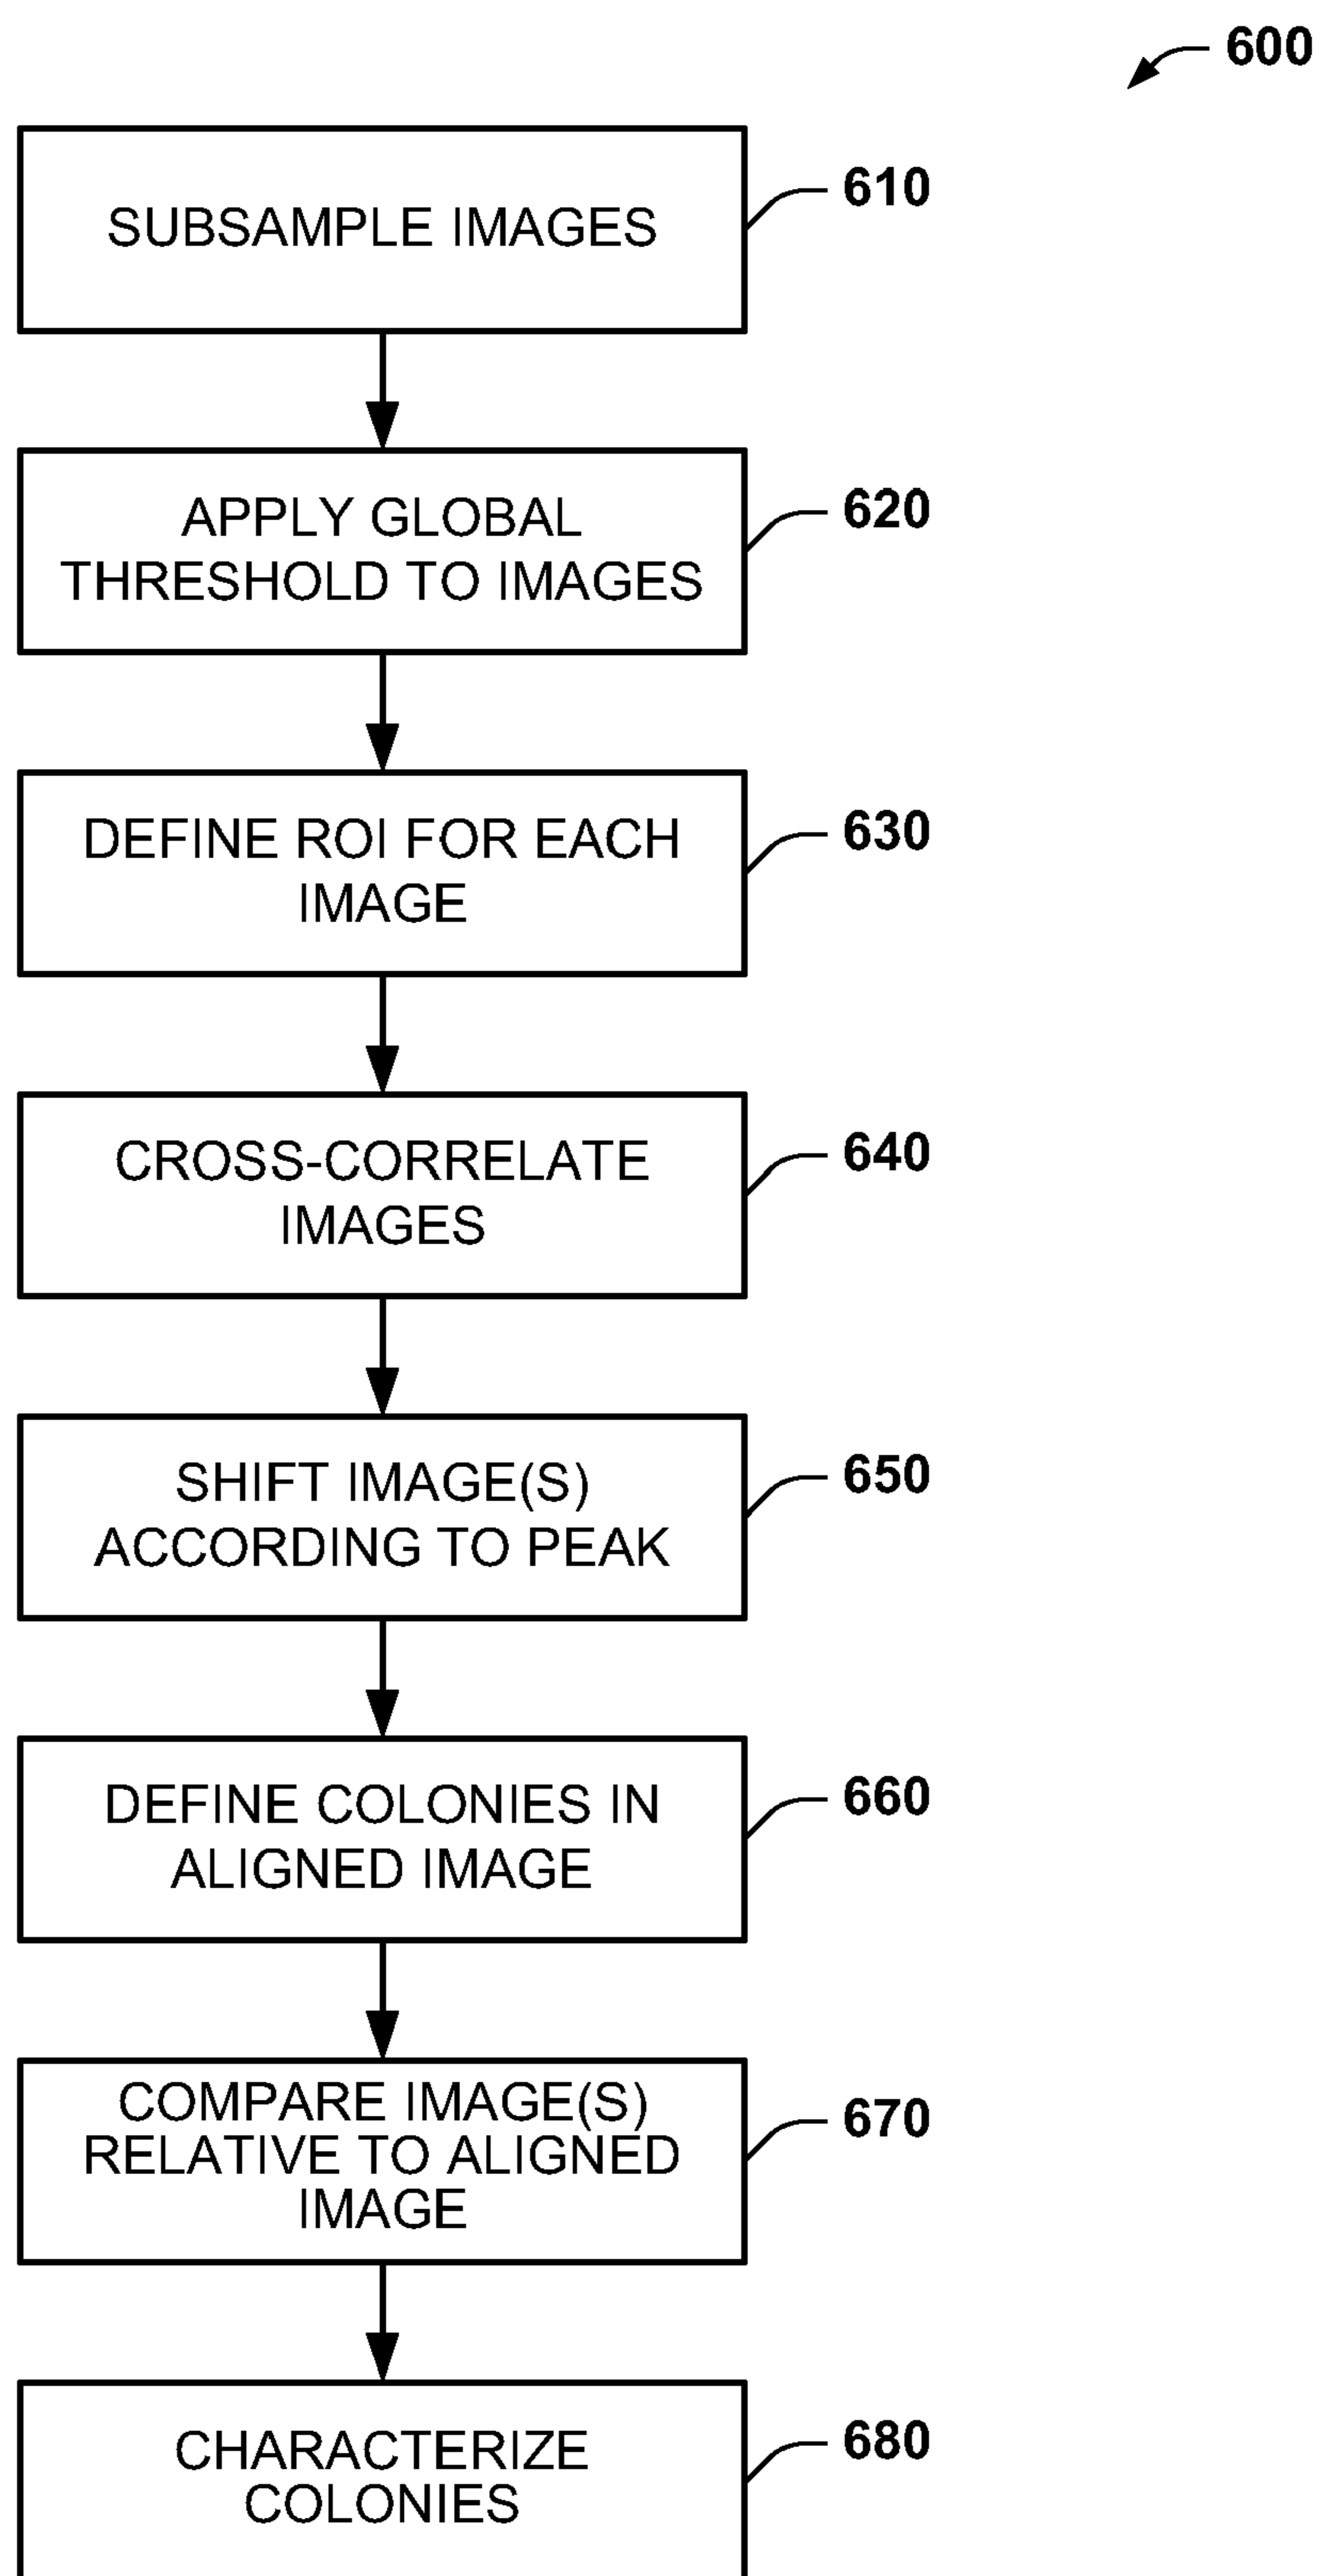 600
SUBSAMPLE IMAGES
610
APPLY GLOBAL
THRESHOLD TO IMAGES
620
DEFINE ROI FOR EACH
IMAGE
630
CROSS-CORRELATE
IMAGES
640
SHIFT IMAGE(S)
ACCORDING TO PEAK
650
DEFINE COLONIES IN
ALIGNED IMAGE
660
COMPARE IMAGE(S)
RELATIVE TO ALIGNED
IMAGE
670
CHARACTERIZE
COLONIES
680